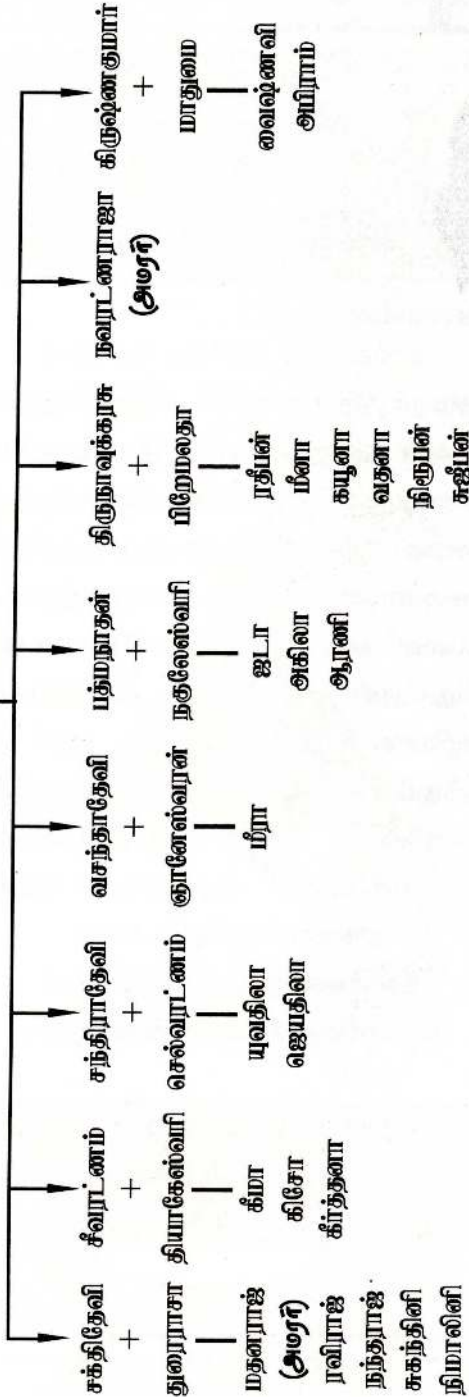 சக்திதேவி
+
துரைராசா
மதனராஜ்
(அமரர்)
ரவிராஜ்
நந்தராஜ்
சுகந்தினி
நிமாலினி
சீவரட்ணம்
+
தியாகேஸ்வரி
கீமா
கிசோ
கீர்த்தனா
சந்திராதேவி
+
செல்வரட்ணம்
யுவதிலா
ஜெயதிலா
வசந்தாதேவி
+
ஞானேஸ்வரன்
மீரா
பத்மநாதன்
+
நகுலேஸ்வரி
ஜடா
அகிலா
ஆரணி
திருநாவுக்கரசு
+
பிறேமலதா
ரதீபன்
மீனா
கயூனா
வதனா
நிரூபன்
சுஜீபன்
நவரட்ணராஜா
(அமரர்)
கிருஷ்ணகுமார்
+
மாதுமை
வைஷ்ணவி
அபிராம்